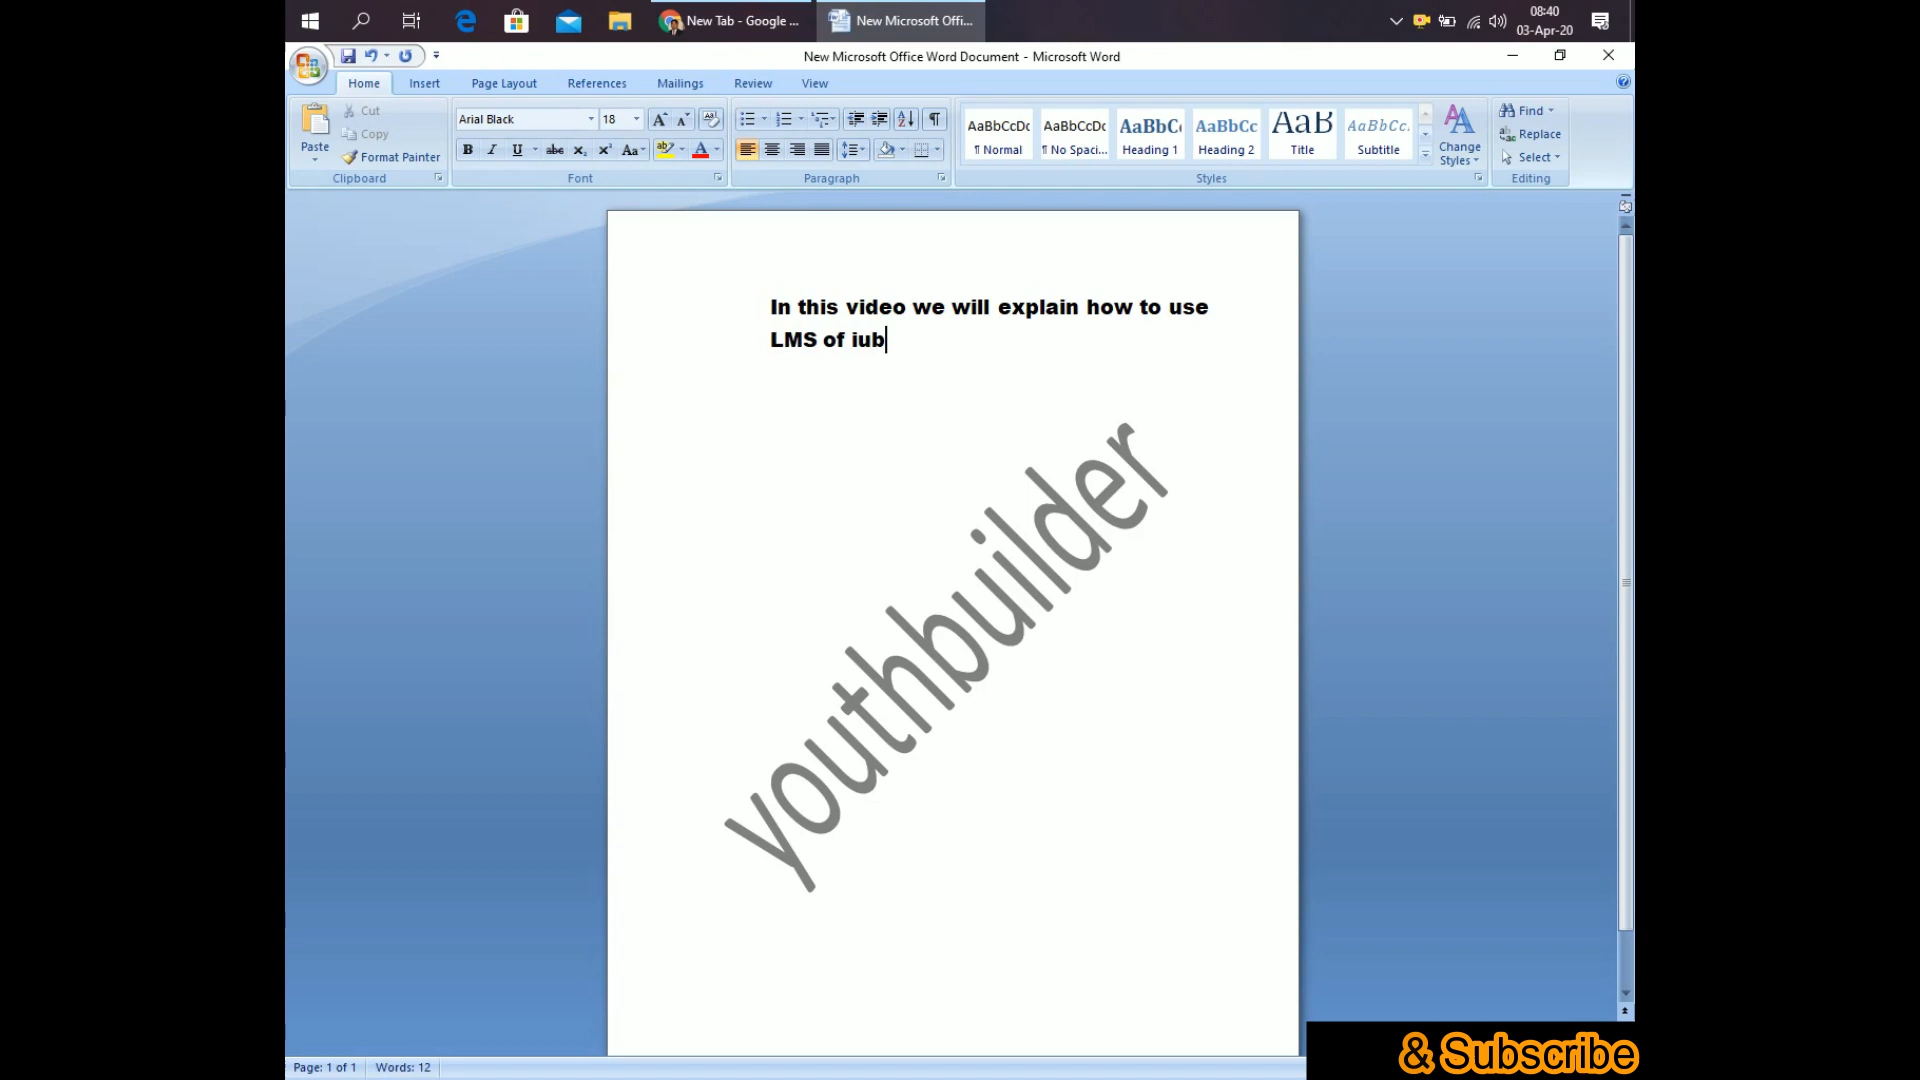 New Tab - Google ...
New Microsoft Offi...
08:40
03-Apr-20
New Microsoft Office Word Document - Microsoft Word
Home Insert Page Layout References Mailings Review View
Paste
Cut
Copy
Format Painter
Clipboard
Arial Black 18
B I U abc X₂ X² Aa
Font
Paragraph
AaBbCcDc AaBbCcDc AaBbC AaBbCc AaB AaBbCc.
¶ Normal ¶ No Spaci... Heading 1 Heading 2 Title Subtitle
Change
Styles
Styles
Find
Replace
Select
Editing
In this video we will explain how to use
LMS of iub
youthbuilder
Page: 1 of 1 Words: 12
& Subscribe